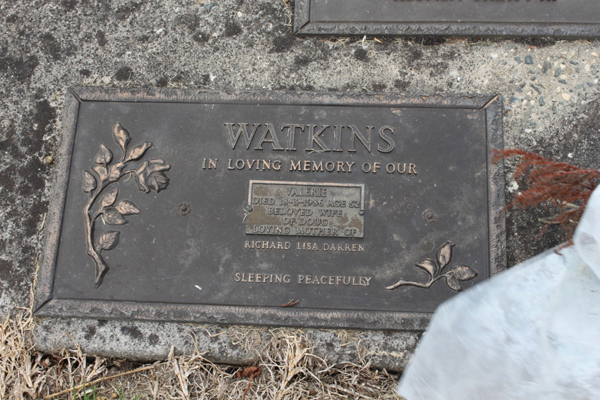 WATKINS
IN LOVING MEMORY OF OUR
VALERIE
BELOVED WIFE
OF DOUG
LOVING MOTHER OF
RICHARD LISA DARREN
SLEEPING PEACEFULLY